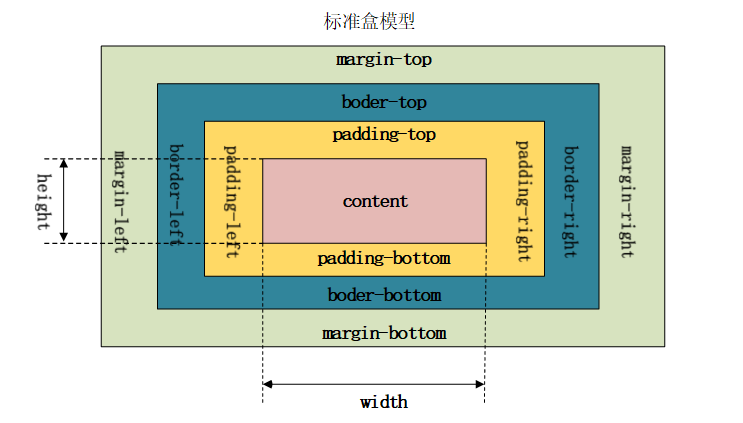 标准盒模型
margin-top
boder-top
padding-top
height
margin-left
border-left
padding-left
content
padding-right
border-right
margin-right
padding-bottom
boder-bottom
margin-bottom
width